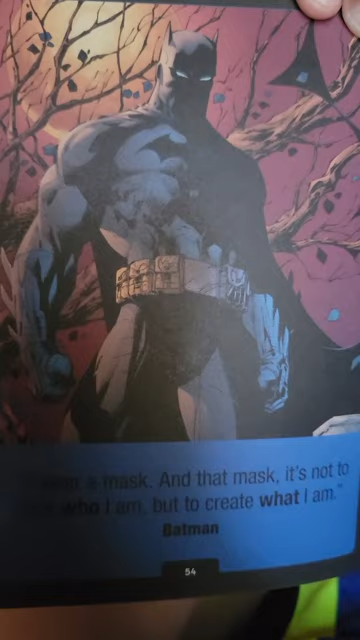 wear a mask. And that mask, it's not to
who I am, but to create what I am."
Batman
54